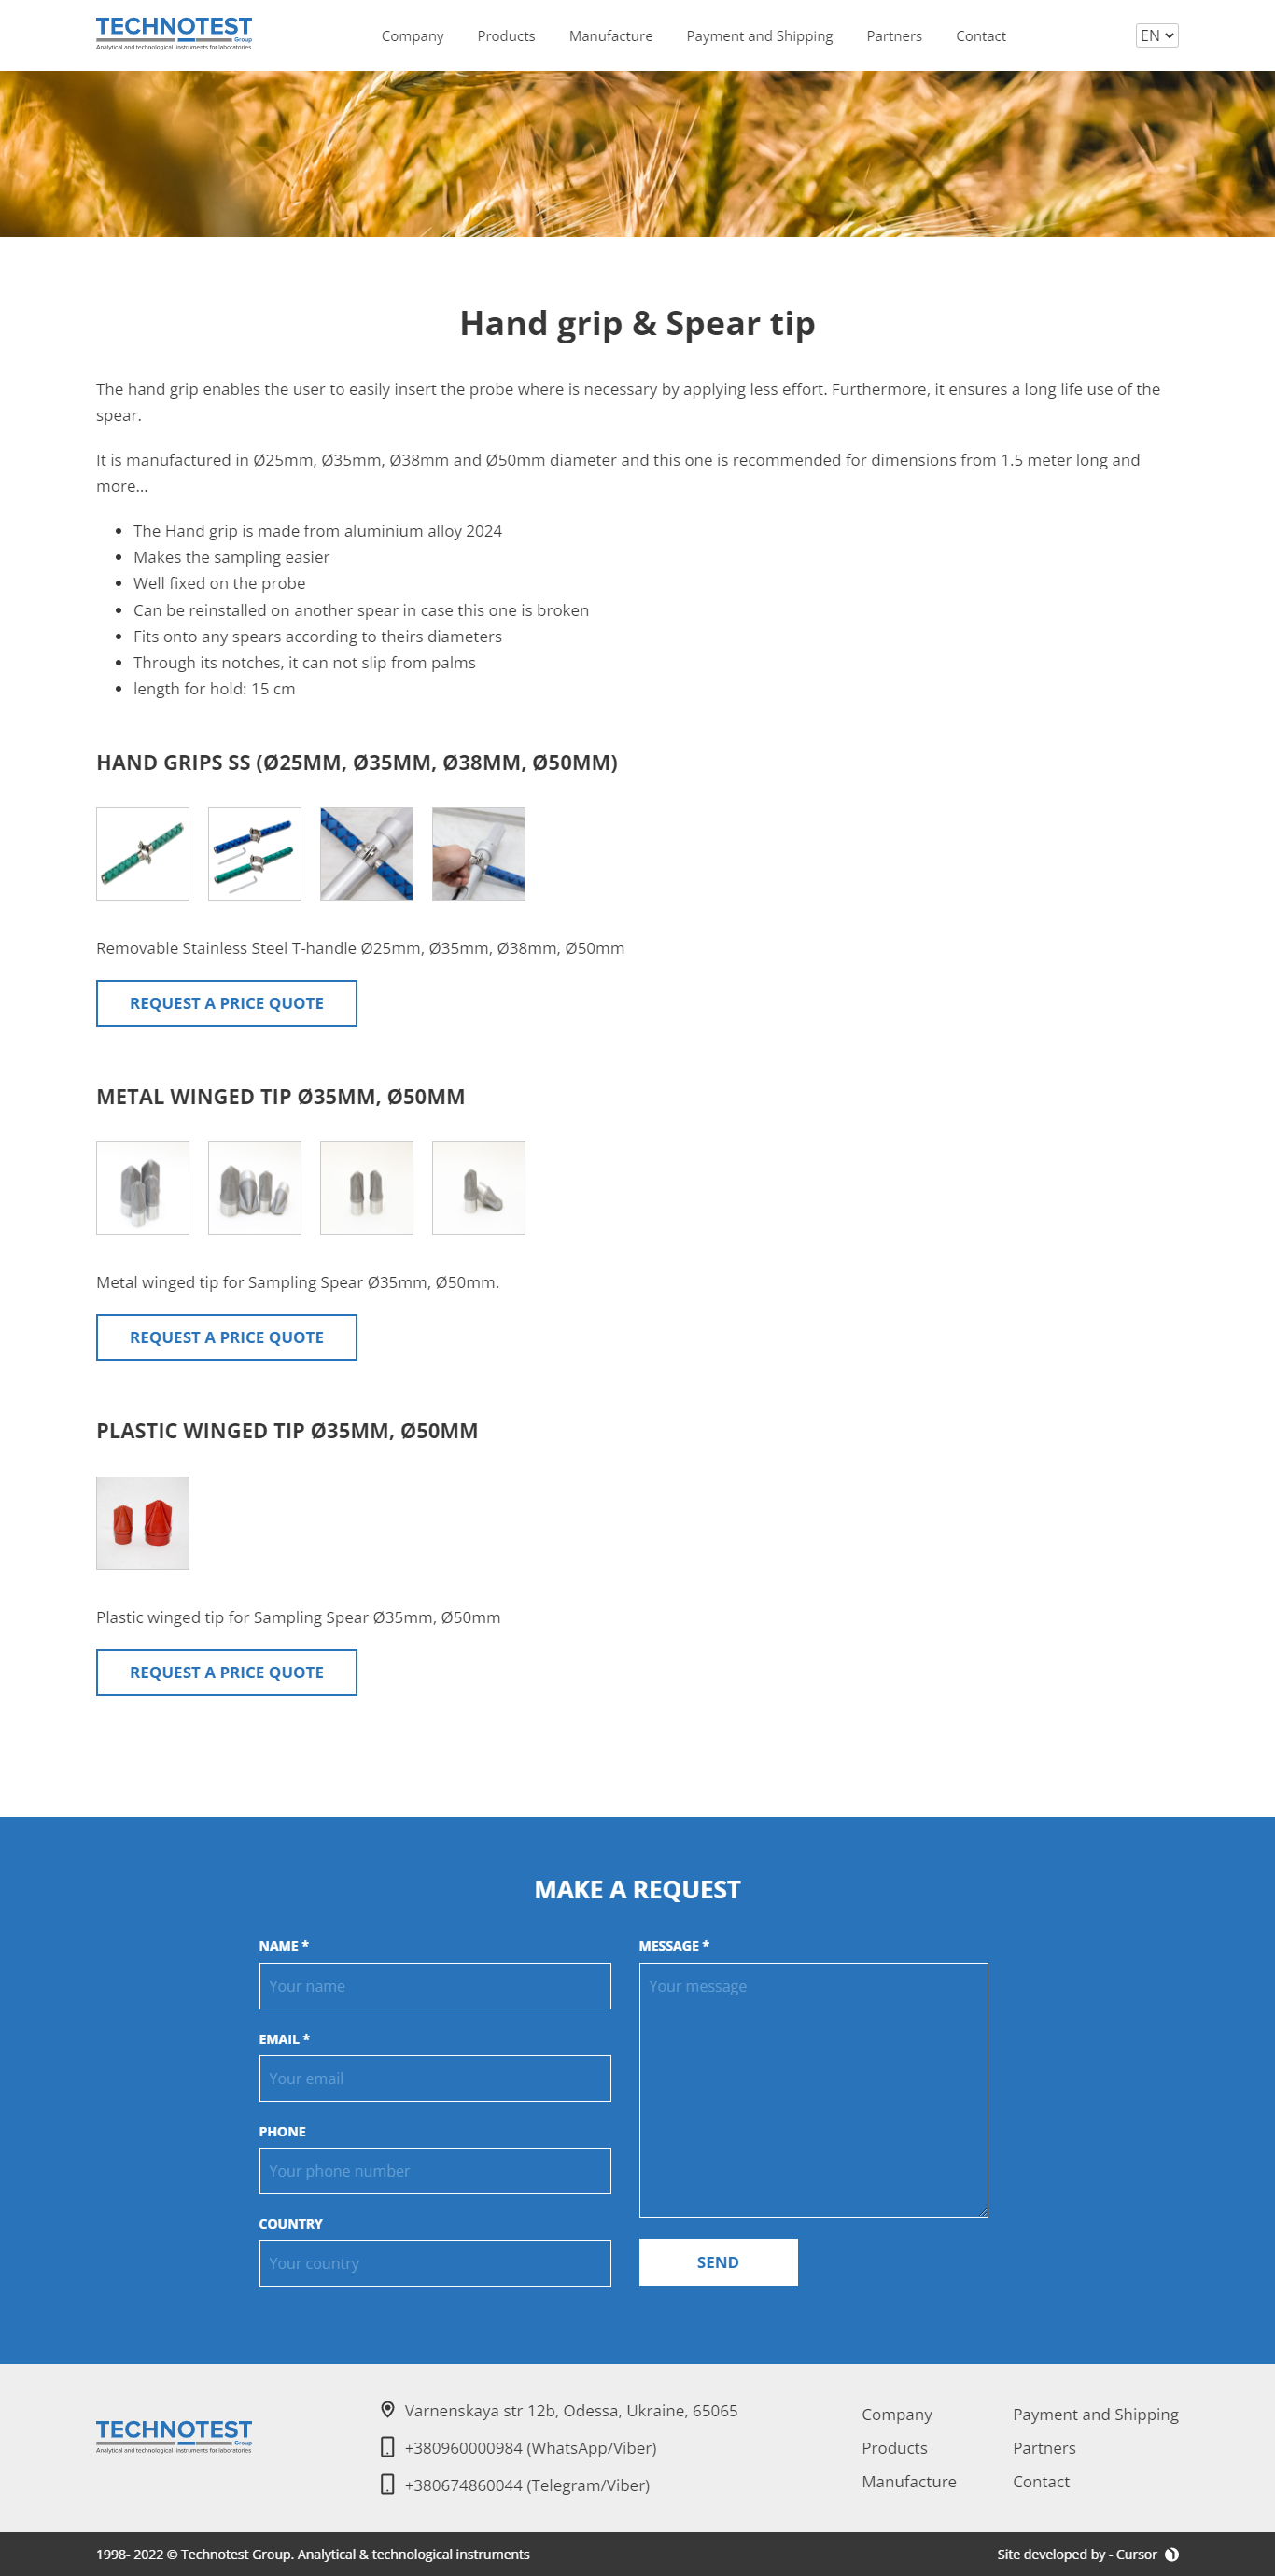 TECHNOTEST
Group
Analytical and technological instruments for laboratories
Company
Products
Manufacture
Payment and Shipping
Partners
Contact
EN
Hand grip & Spear tip
The hand grip enables the user to easily insert the probe where is necessary by applying less effort. Furthermore, it ensures a long life use of the
spear.
It is manufactured in Ø25mm, Ø35mm, Ø38mm and Ø50mm diameter and this one is recommended for dimensions from 1.5 meter long and
more...
• The Hand grip is made from aluminium alloy 2024
• Makes the sampling easier
• Well fixed on the probe
• Can be reinstalled on another spear in case this one is broken
• Fits onto any spears according to theirs diameters
• Through its notches, it can not slip from palms
• length for hold: 15 cm
HAND GRIPS SS (Ø25MM, Ø35MM, Ø38MM, Ø50MM)
Removable Stainless Steel T-handle Ø25mm, Ø35mm, Ø38mm, Ø50mm
REQUEST A PRICE QUOTE
METAL WINGED TIP Ø35MM, Ø50MM
Metal winged tip for Sampling Spear Ø35mm, Ø50mm.
REQUEST A PRICE QUOTE
PLASTIC WINGED TIP Ø35MM, Ø50MM
Plastic winged tip for Sampling Spear Ø35mm, Ø50mm
REQUEST A PRICE QUOTE
MAKE A REQUEST
NAME *
Your name
EMAIL *
Your email
PHONE
Your phone number
COUNTRY
Your country
MESSAGE *
Your message
SEND
TECHNOTEST
Group
Analytical and technological instruments for laboratories
Varnenskaya str 12b, Odessa, Ukraine, 65065
+380960000984 (WhatsApp/Viber)
+380674860044 (Telegram/Viber)
Company
Products
Manufacture
Payment and Shipping
Partners
Contact
1998- 2022 © Technotest Group. Analytical & technological instruments
Site developed by - Cursor